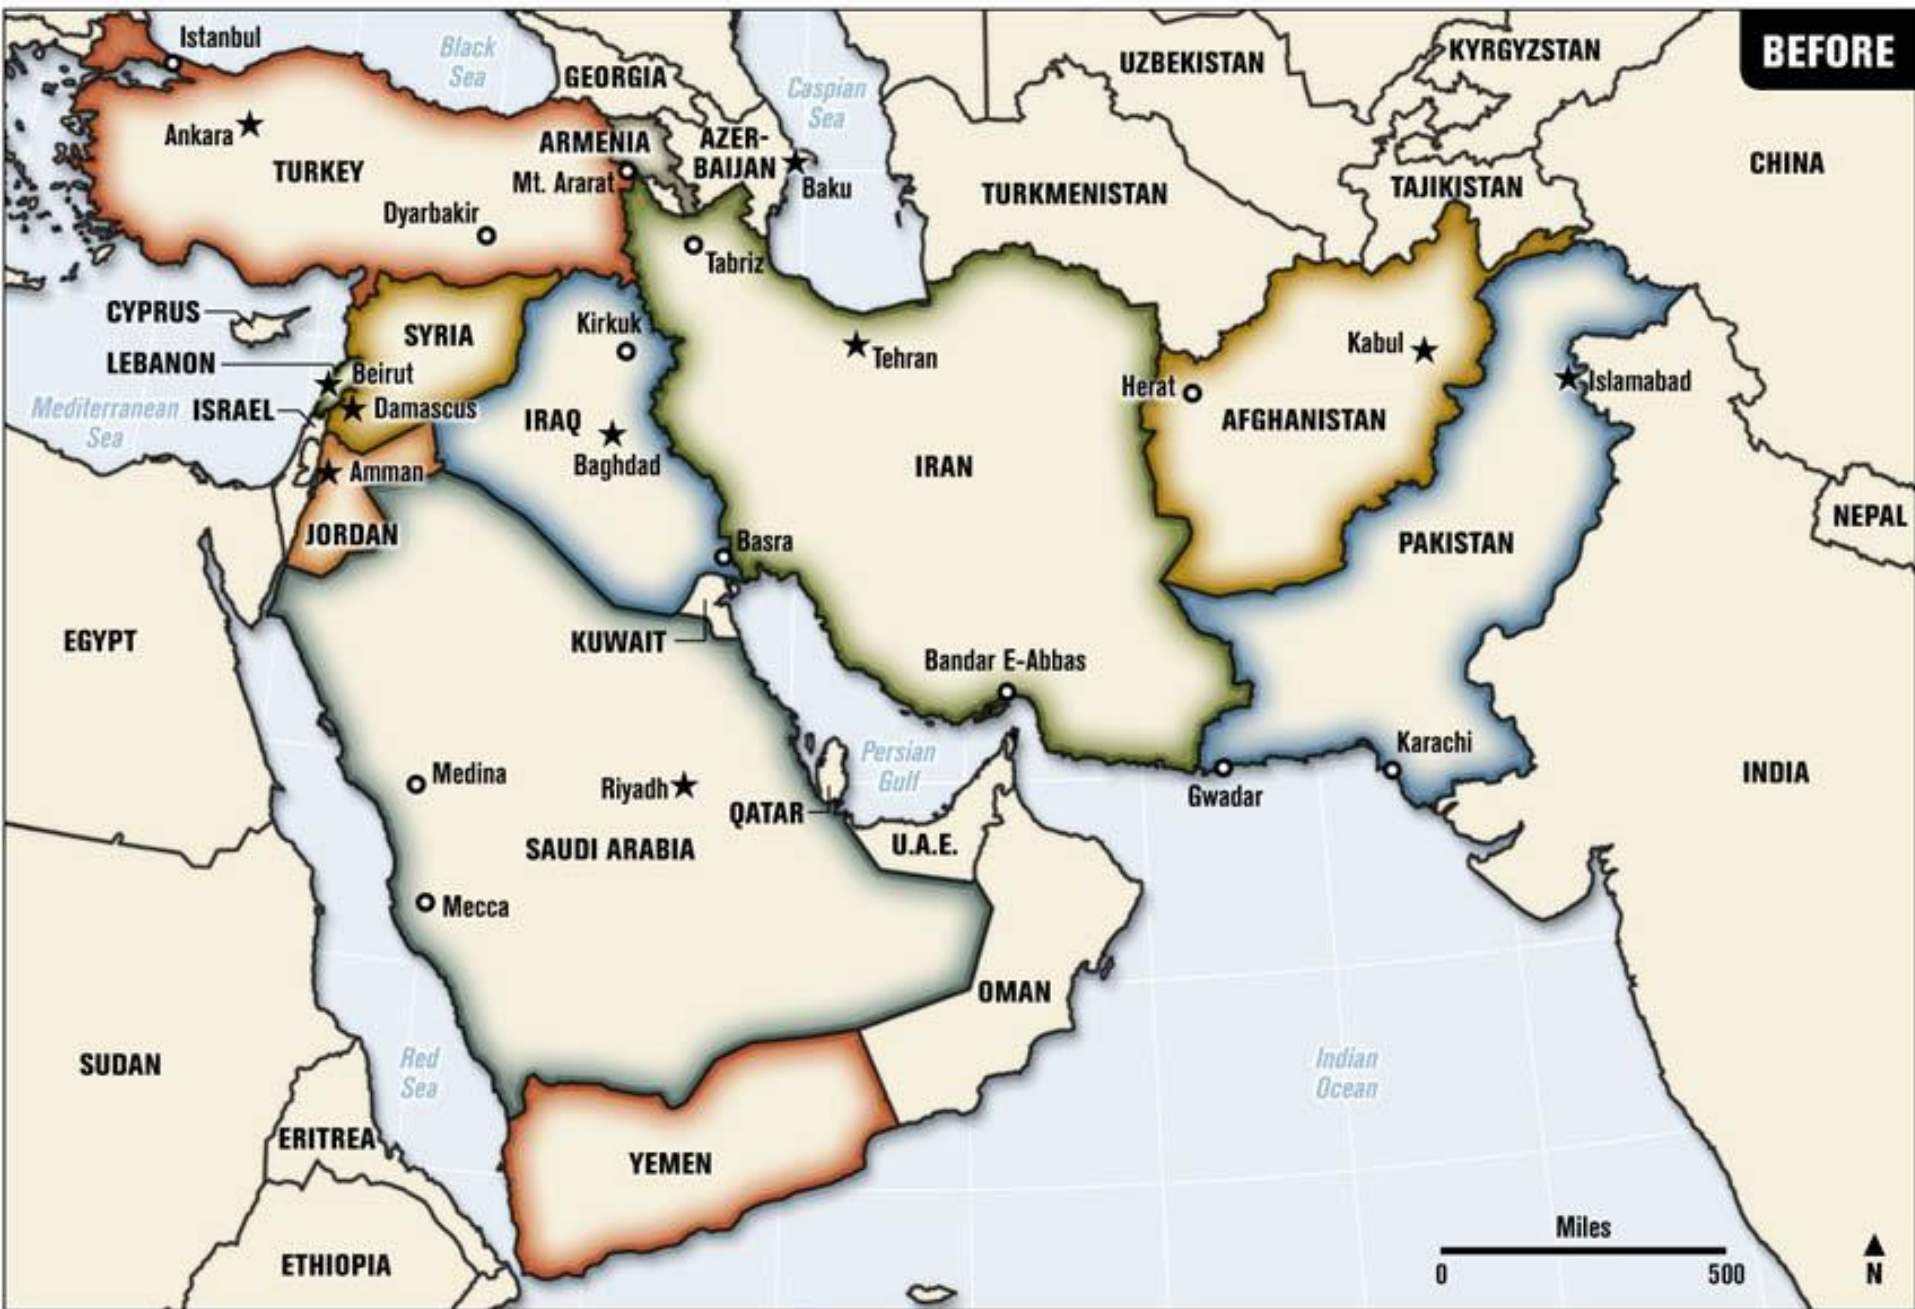 BEFORE
Istanbul
Black
Sea
GEORGIA
Caspian
Sea
UZBEKISTAN
KYRGYZSTAN
Ankara
TURKEY
ARMENIA
AZER-
BAIJAN
Mt. Ararat
Baku
TURKMENISTAN
TAJIKISTAN
CHINA
Dyarbakir
Tabriz
CYPRUS
SYRIA
Kirkuk
Tehran
Kabul
LEBANON
Beirut
Herat
Islamabad
Mediterranean
Sea
ISRAEL
Damascus
IRAQ
Baghdad
AFGHANISTAN
Amman
IRAN
JORDAN
Basra
PAKISTAN
NEPAL
EGYPT
KUWAIT
Bandar E-Abbas
Persian
Gulf
Karachi
Medina
Riyadh
QATAR
Gwadar
INDIA
SAUDI ARABIA
U.A.E.
Mecca
OMAN
SUDAN
Red
Sea
Indian
Ocean
ERITREA
YEMEN
ETHIOPIA
Miles
0
500
N